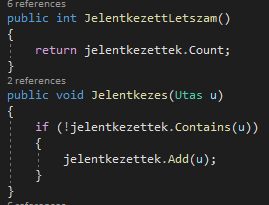 6 references
public int JelentkezettLetszam()
{
return jelentkezettek.Count;
}
2 references
public void Jelentkezes(Utas u)
{
if (!jelentkezettek.Contains(u))
{
jelentkezettek.Add(u);
}
}